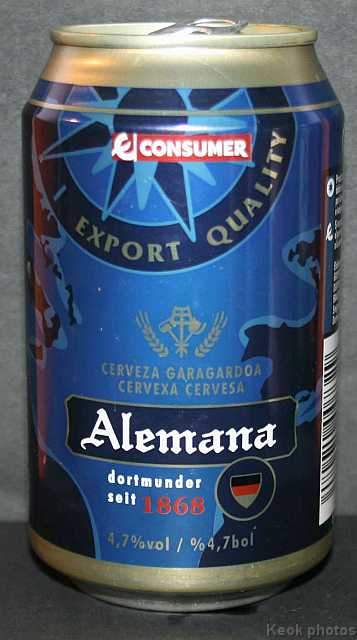 e CONSUMER
EXPORT QUALITY
CERVEZA GARAGARDOA
CERVEXA CERVESA
Alemana
dortmunder
seit 1868
4,7%vol / %4,7bol
Keok photos